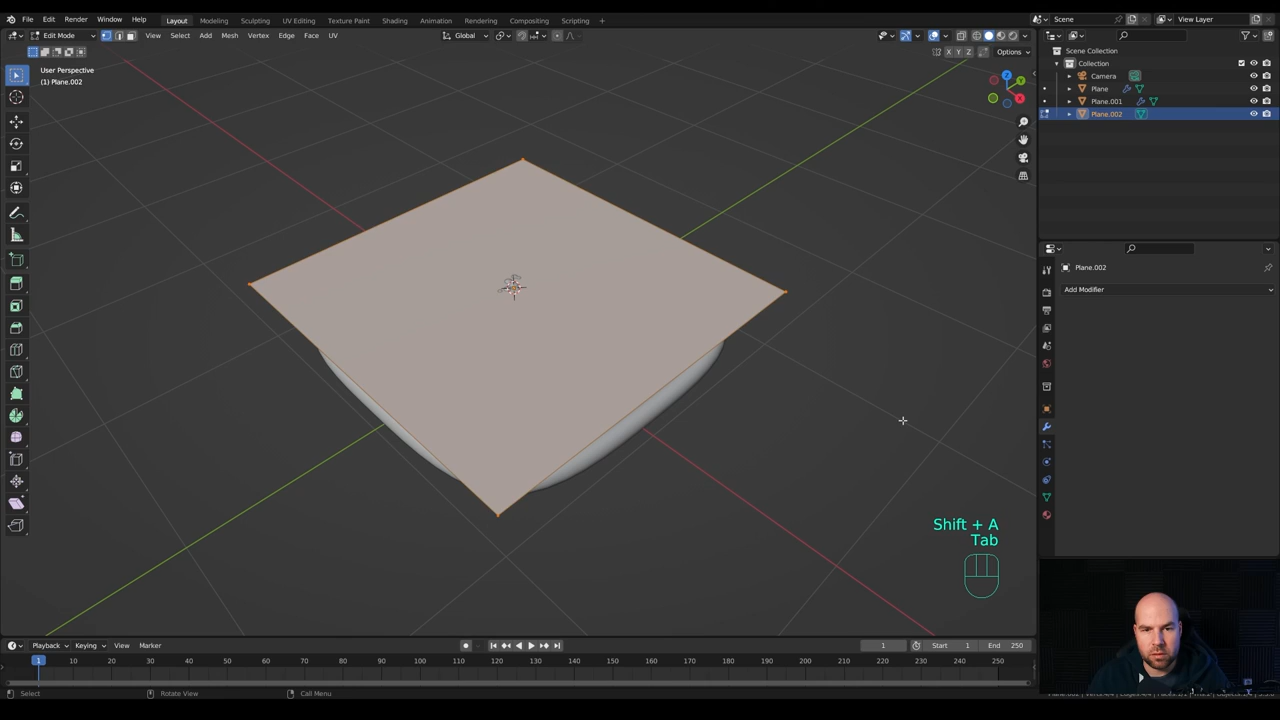 File Edit Render Window Help Layout Modeling Sculpting UV Editing Texture Paint Shading Animation Rendering Compositing Scripting + Scene View Layer
Edit Mode View Select Add Mesh Vertex Edge Face UV Global
X Y Z Options
User Perspective
(1) Plane.002
Z
Y
X
Scene Collection
Collection
Camera
Plane
Plane.001
Plane.002
Plane.002
Add Modifier
Shift + A
Tab
Playback Keying View Marker 1 Start 1 End 250
1 10 20 30 40 50 60 70 80 90 100 110 120 130 140 150 160 170 180 190 200 210 220 230 240 250
Select Rotate View Call Menu